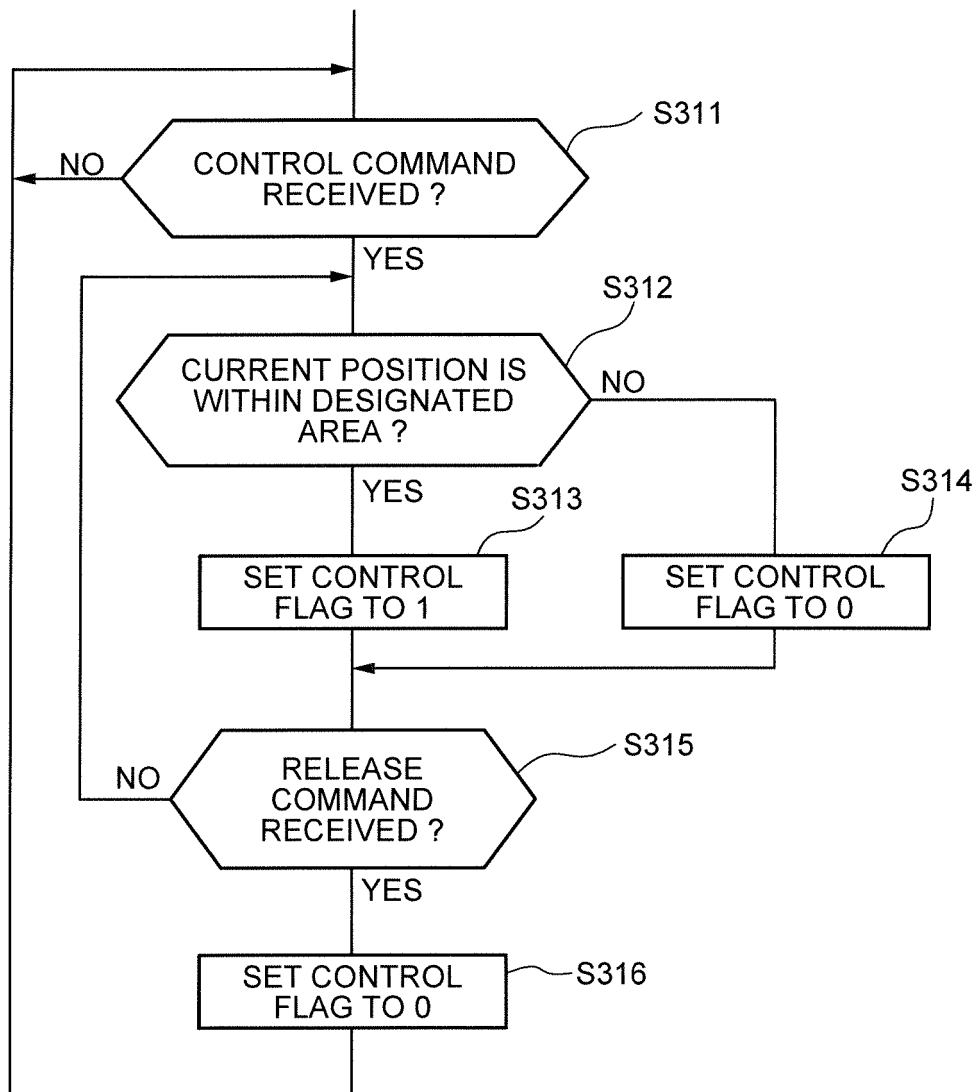 S311
CONTROL COMMAND
RECEIVED ?
NO
YES
S312
CURRENT POSITION IS
WITHIN DESIGNATED
AREA ?
NO
YES
S313
S314
SET CONTROL
FLAG TO 1
SET CONTROL
FLAG TO 0
S315
RELEASE
COMMAND
RECEIVED ?
NO
YES
S316
SET CONTROL
FLAG TO 0